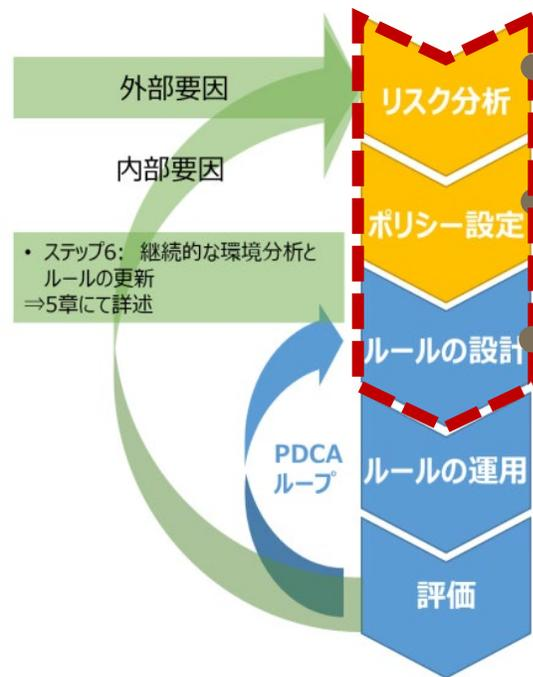 外部要因
内部要因
• ステップ6: 継続的な環境分析と
ルールの更新
⇒5章にて詳述
PDCA
ループ
リスク分析
ポリシー設定
ルールの設計
ルールの運用
評価